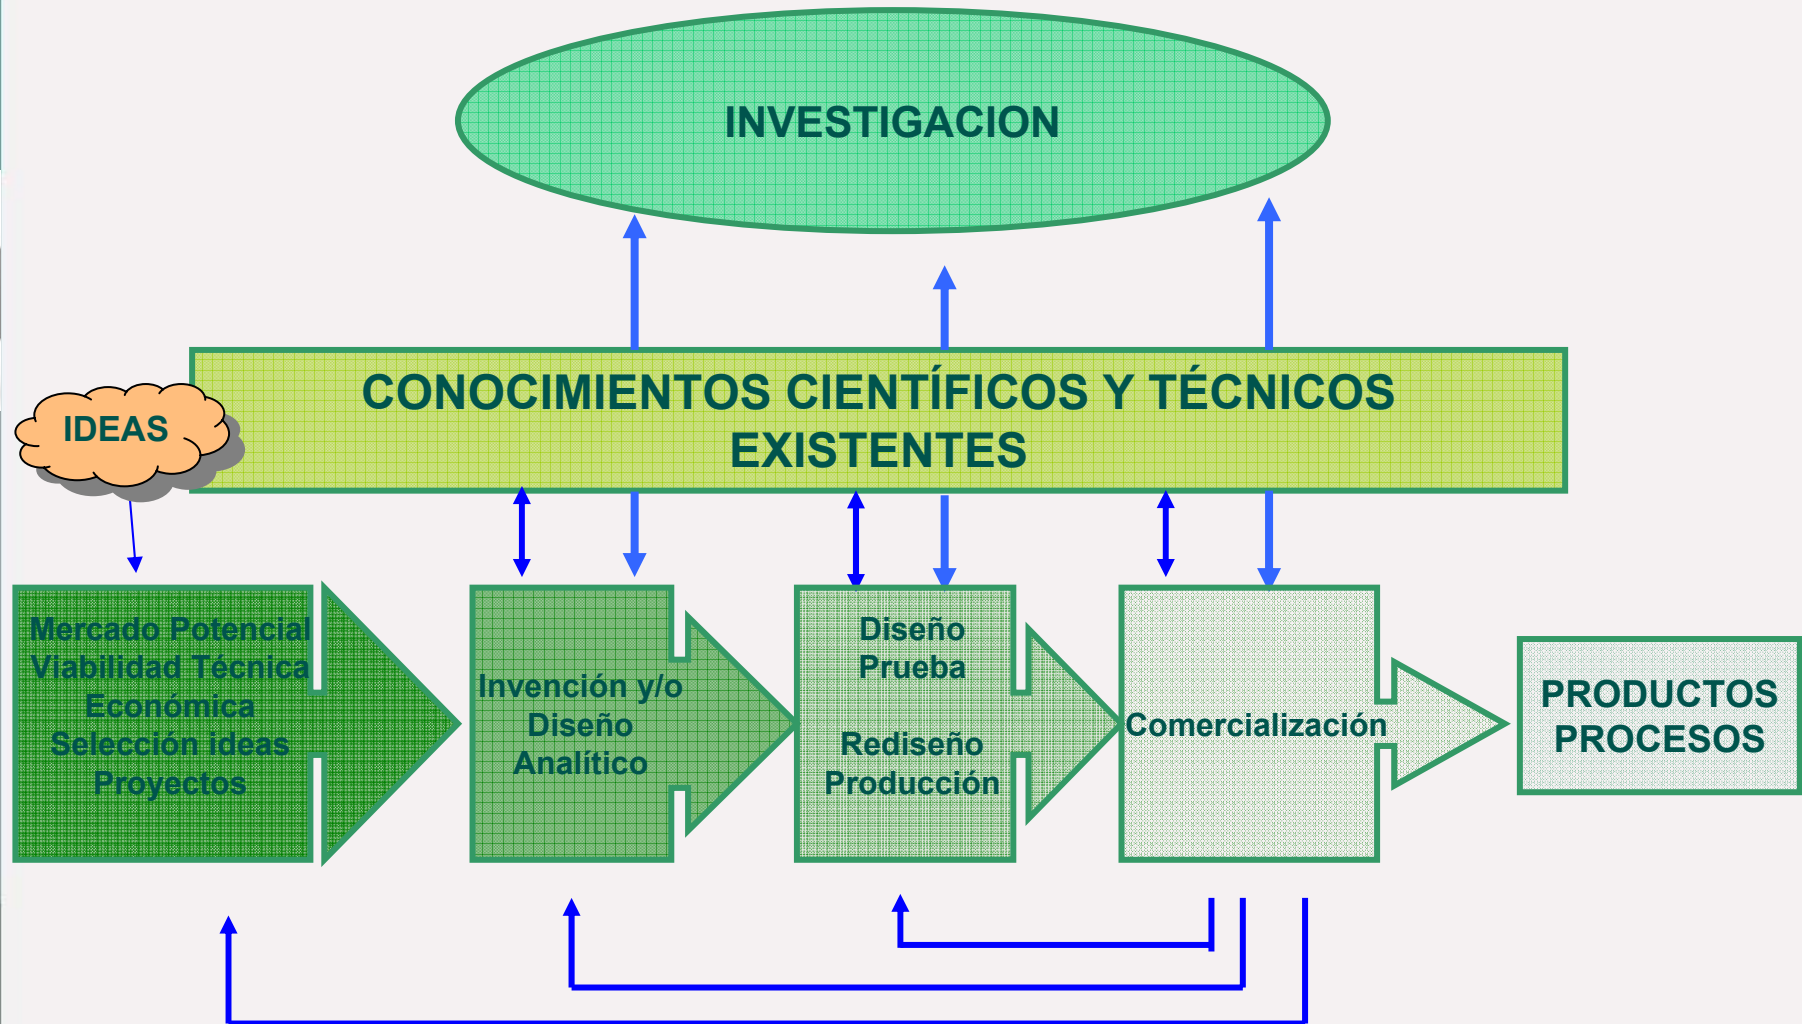 INVESTIGACION
CONOCIMIENTOS CIENTÍFICOS Y TÉCNICOS
EXISTENTES
IDEAS
Mercado Potencial
Viabilidad Técnica
Económica
Selección ideas
Proyectos
Invención y/o
Diseño
Analítico
Diseño
Prueba
Rediseño
Producción
Comercialización
PRODUCTOS
PROCESOS